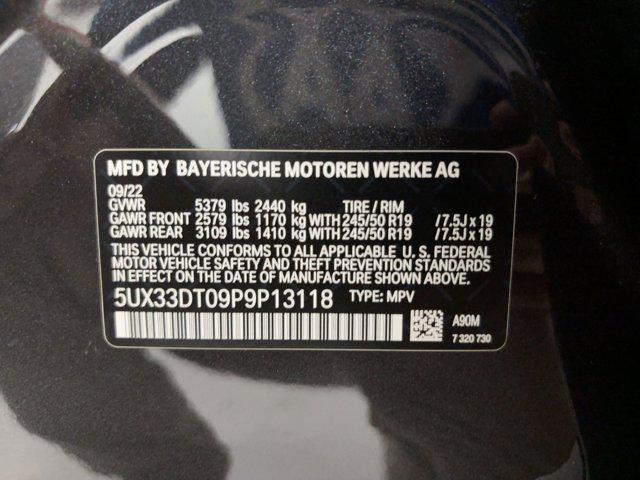 MFD BY BAYERISCHE MOTOREN WERKE AG
09/22
GVWR 5379 lbs 2440 kg TIRE / RIM
GAWR FRONT 2579 lbs 1170 kg WITH 245/50 R19 /7.5J x 19
GAWR REAR 3109 lbs 1410 kg WITH 245/50 R19 /7.5J x 19
THIS VEHICLE CONFORMS TO ALL APPLICABLE U. S. FEDERAL
MOTOR VEHICLE SAFETY AND THEFT PREVENTION STANDARDS
IN EFFECT ON THE DATE OF MANUFACTURE SHOWN ABOVE.
5UX33DT09P9P13118 TYPE: MPV
A90M
7 320 730